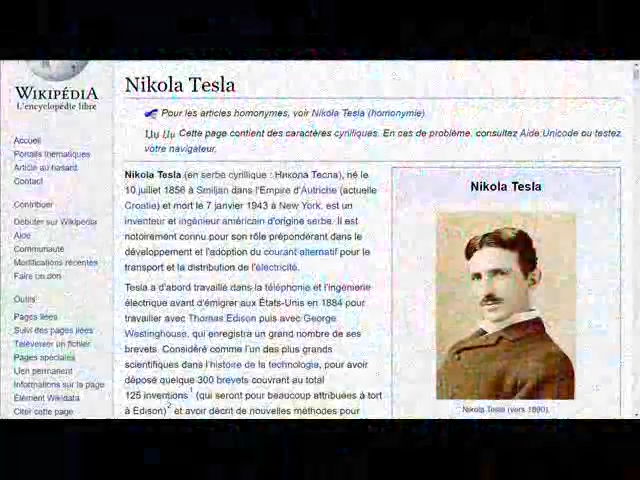 WIKIPÉDIA
L'encyclopédie libre
Accueil
Portails thématiques
Article au hasard
Contact
Contribuer
Débuter sur Wikipédia
Aide
Communauté
Modifications récentes
Faire un don
Outils
Pages liées
Suivi des pages liées
Téléverser un fichier
Pages spéciales
Lien permanent
Informations sur la page
Élément Wikidata
Citer cette page
Nikola Tesla
Pour les articles homonymes, voir Nikola Tesla (homonymie).
Cette page contient des caractères cyrilliques. En cas de problème, consultez Aide:Unicode ou testez
votre navigateur.
Nikola Tesla (en serbe cyrillique : Никола Тесла), né le
10 juillet 1856 à Smiljan dans l'Empire d'Autriche (actuelle
Croatie) et mort le 7 janvier 1943 à New York, est un
inventeur et ingénieur américain d'origine serbe. Il est
notoirement connu pour son rôle prépondérant dans le
développement et l'adoption du courant alternatif pour le
transport et la distribution de l'électricité.
Tesla a d'abord travaillé dans la téléphonie et l'ingénierie
électrique avant d'émigrer aux États-Unis en 1884 pour
travailler avec Thomas Edison puis avec George
Westinghouse, qui enregistra un grand nombre de ses
brevets. Considéré comme l'un des plus grands
scientifiques dans l'histoire de la technologie, pour avoir
déposé quelque 300 brevets couvrant au total
125 inventions1 (qui seront pour beaucoup attribuées à tort
à Edison)2 et avoir décrit de nouvelles méthodes pour
Nikola Tesla
Nikola Tesla (vers 1890).